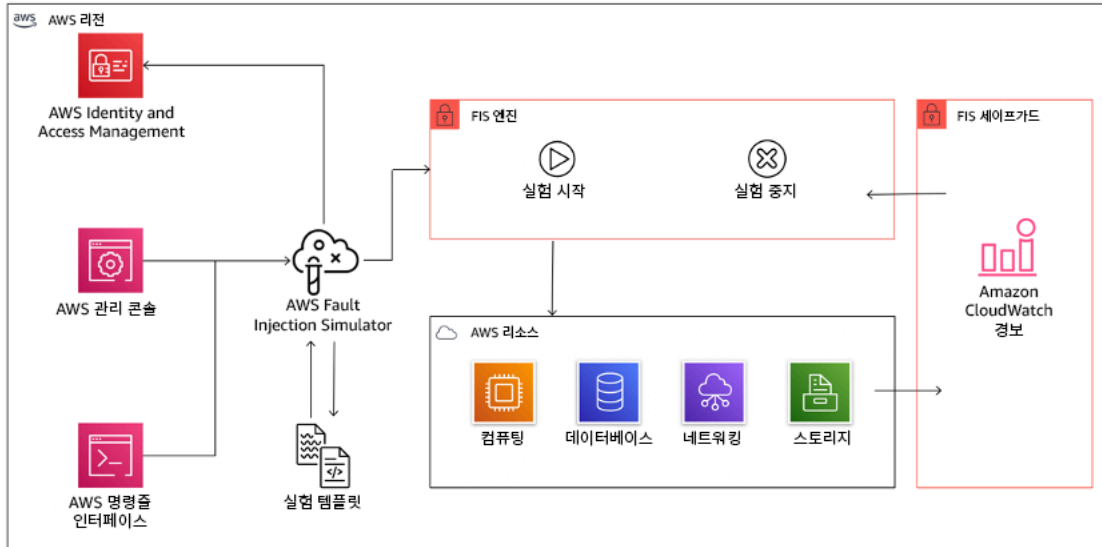 aws
AWS 리전
AWS Identity and
Access Management
FIS 엔진
실험 시작
실험 중지
FIS 세이프가드
AWS 관리 콘솔
AWS Fault
Injection Simulator
Amazon
CloudWatch
경보
AWS 리소스
컴퓨팅
데이터베이스
네트워킹
스토리지
AWS 명령줄
인터페이스
실험 템플릿